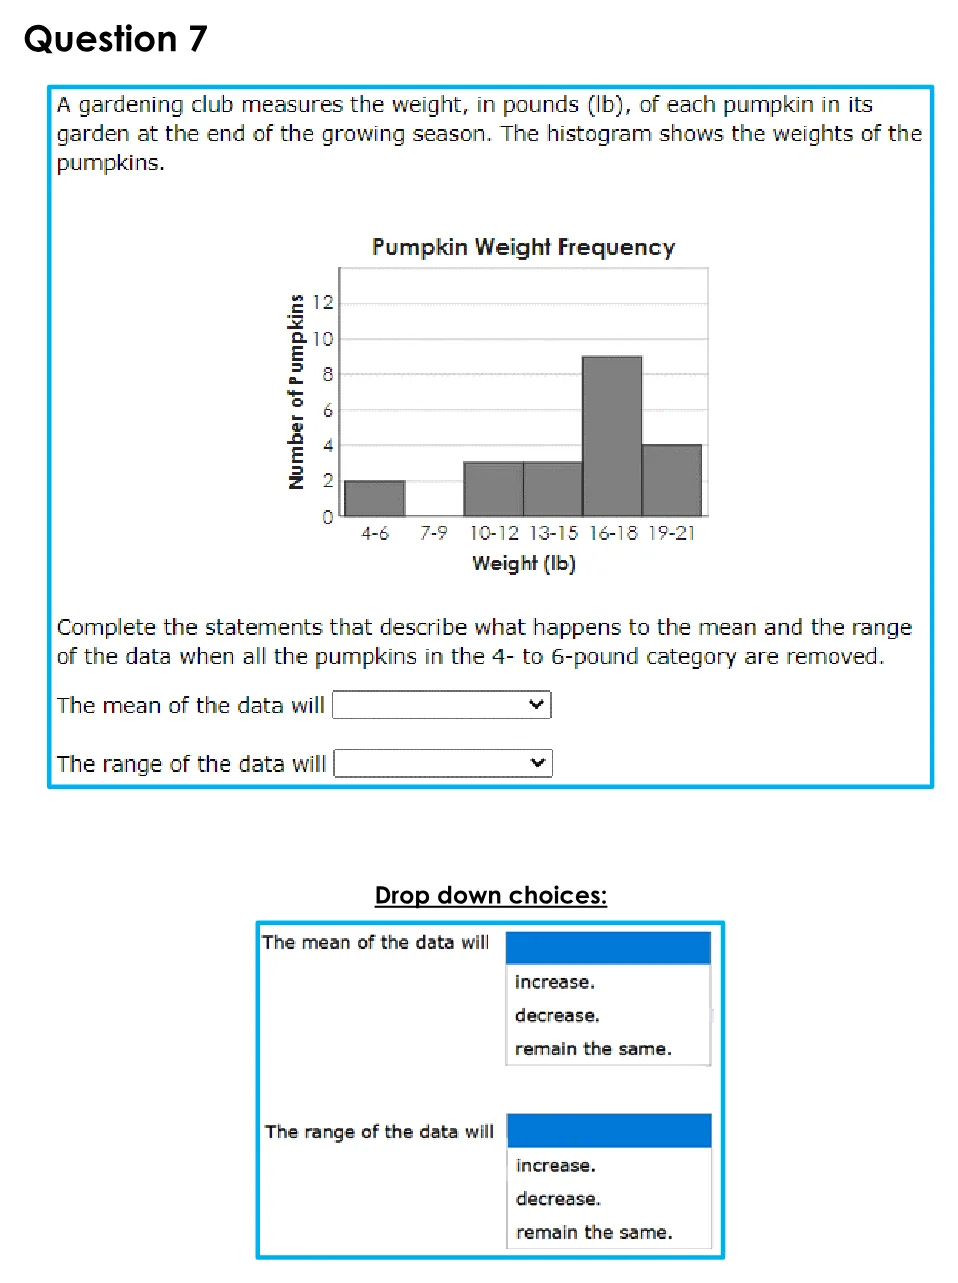 Question 7
A gardening club measures the weight, in pounds (lb), of each pumpkin in its
garden at the end of the growing season. The histogram shows the weights of the
pumpkins.
Pumpkin Weight Frequency
Number of Pumpkins
12
10
8
6
4
2
0
4-6 7-9 10-12 13-15 16-18 19-21
Weight (lb)
Complete the statements that describe what happens to the mean and the range
of the data when all the pumpkins in the 4- to 6-pound category are removed.
The mean of the data will
The range of the data will
Drop down choices:
The mean of the data will
increase.
decrease.
remain the same.
The range of the data will
increase.
decrease.
remain the same.